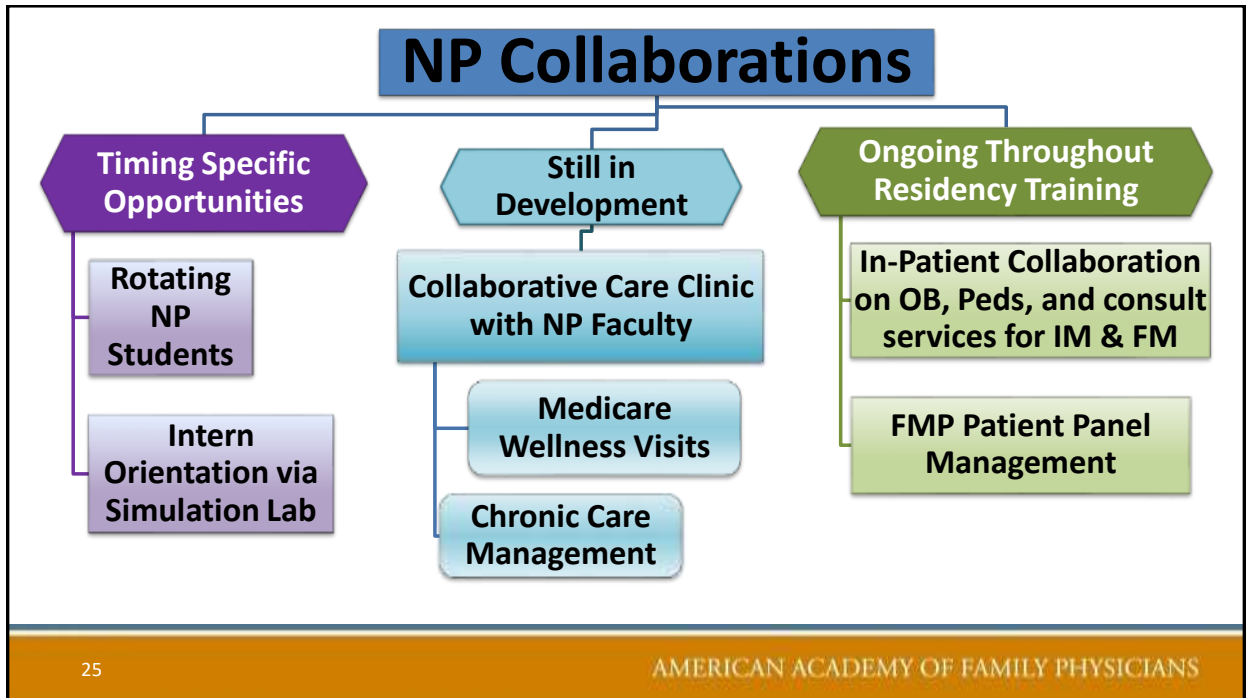 NP Collaborations
Timing Specific
Opportunities
Rotating
NP
Students
Intern
Orientation via
Simulation Lab
Still in
Development
Collaborative Care Clinic
with NP Faculty
Medicare
Wellness Visits
Chronic Care
Management
Ongoing Throughout
Residency Training
In-Patient Collaboration
on OB, Peds, and consult
services for IM & FM
FMP Patient Panel
Management
25
AMERICAN ACADEMY OF FAMILY PHYSICIANS